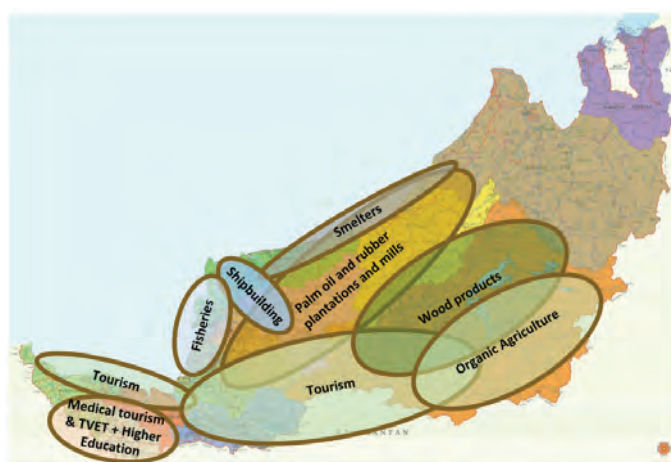 Smelters
Palm oil and rubber
plantations and mills
Shipbuilding
Fisheries
Wood products
Organic Agriculture
Tourism
Tourism
Medical tourism
& TVET + Higher
Education